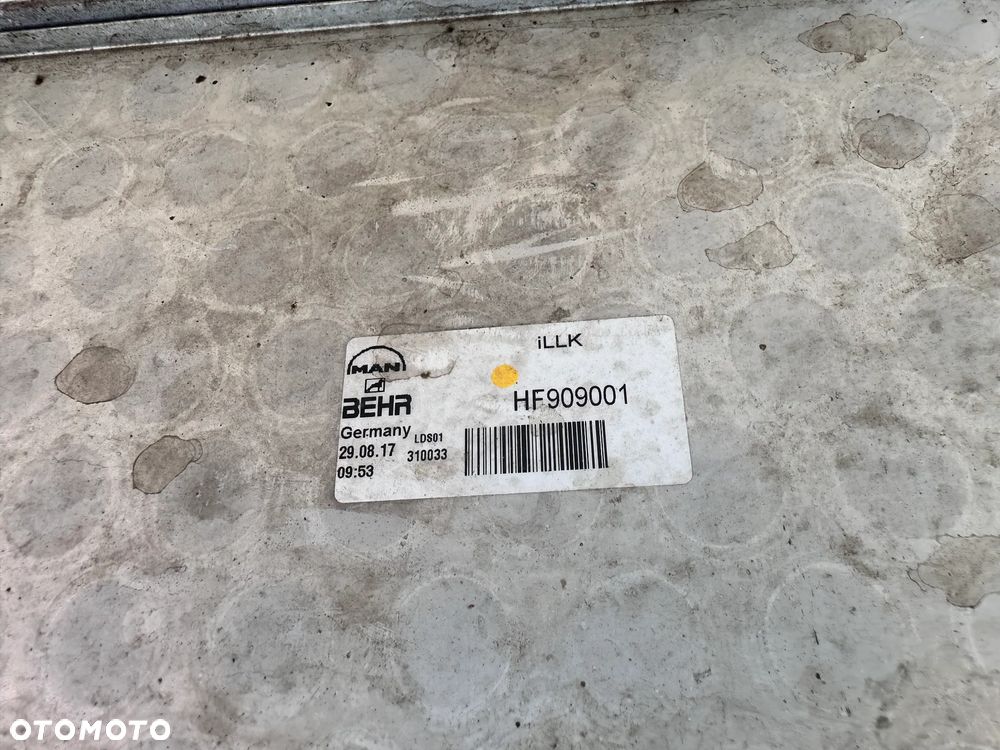 iLLK
MAN
BEHR
HF909001
Germany
LDS01
29.08.17
310033
09:53
OTOMOTO